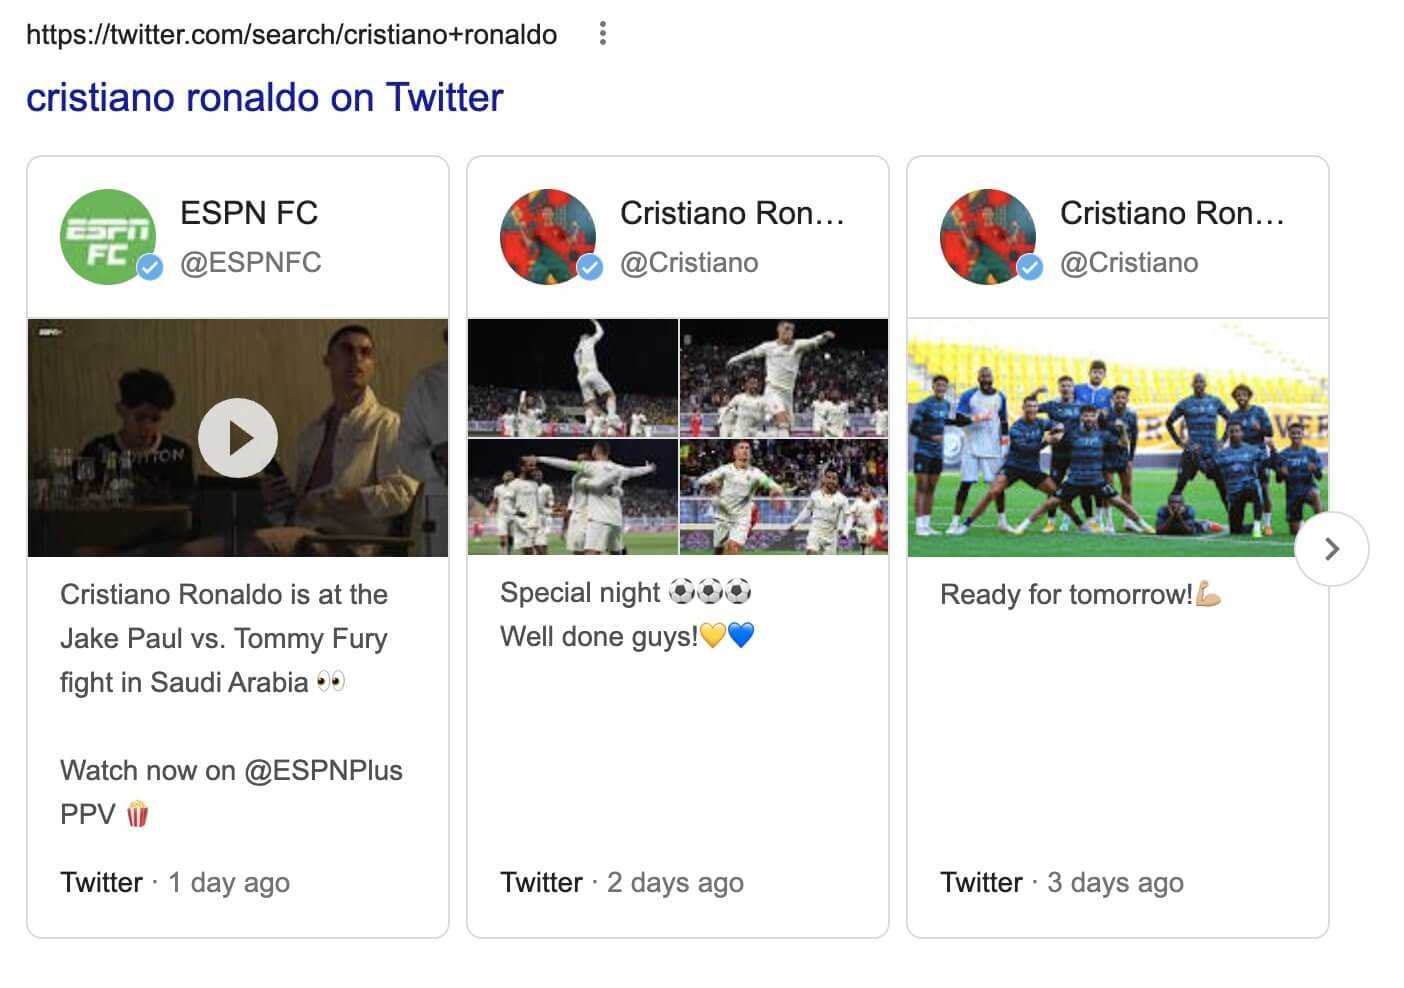 https://twitter.com/search/cristiano+ronaldo
cristiano ronaldo on Twitter
ESPN FC
@ESPNFC
ESPN
FC
Cristiano Ronaldo is at the
Jake Paul vs. Tommy Fury
fight in Saudi Arabia 👀
Watch now on @ESPNPlus
PPV 🍿
Twitter · 1 day ago
Cristiano Ron...
@Cristiano
Special night ⚽⚽⚽
Well done guys!💛💙
Twitter · 2 days ago
Cristiano Ron...
@Cristiano
Ready for tomorrow!💪🏼
Twitter · 3 days ago